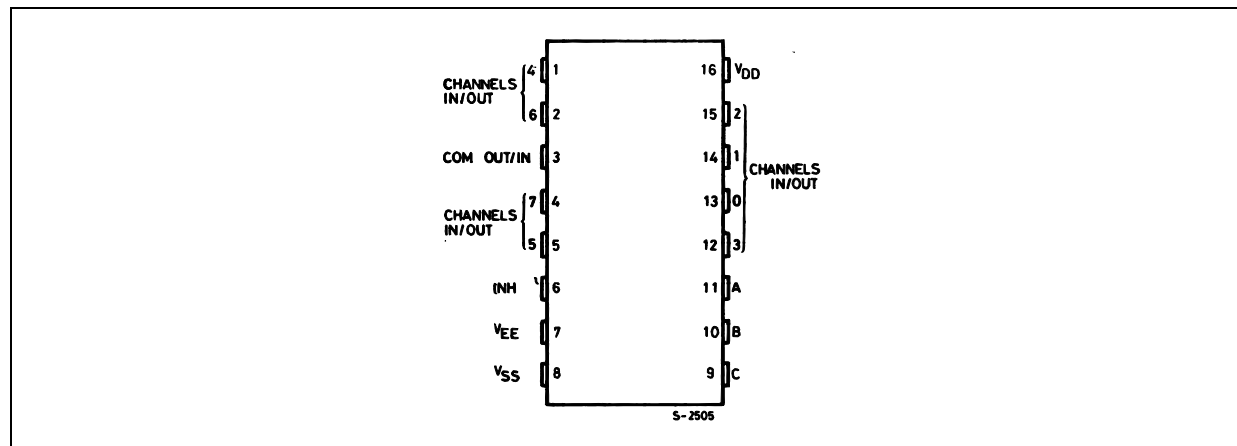 4 1 16 VDD
CHANNELS
IN/OUT
6 2 15 2
COM OUT/IN 3 14 1
CHANNELS
IN/OUT
7 4 13 0
CHANNELS
IN/OUT
5 5 12 3
INH 6 11 A
VEE 7 10 B
VSS 8 9 C
S-2505